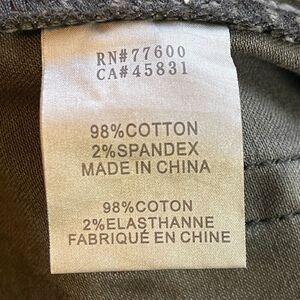 RN#77600
CA#45831
98%COTTON
2%SPANDEX
MADE IN CHINA
98%COTON
2%ELASTHANNE
FABRIQUÉ EN CHINE